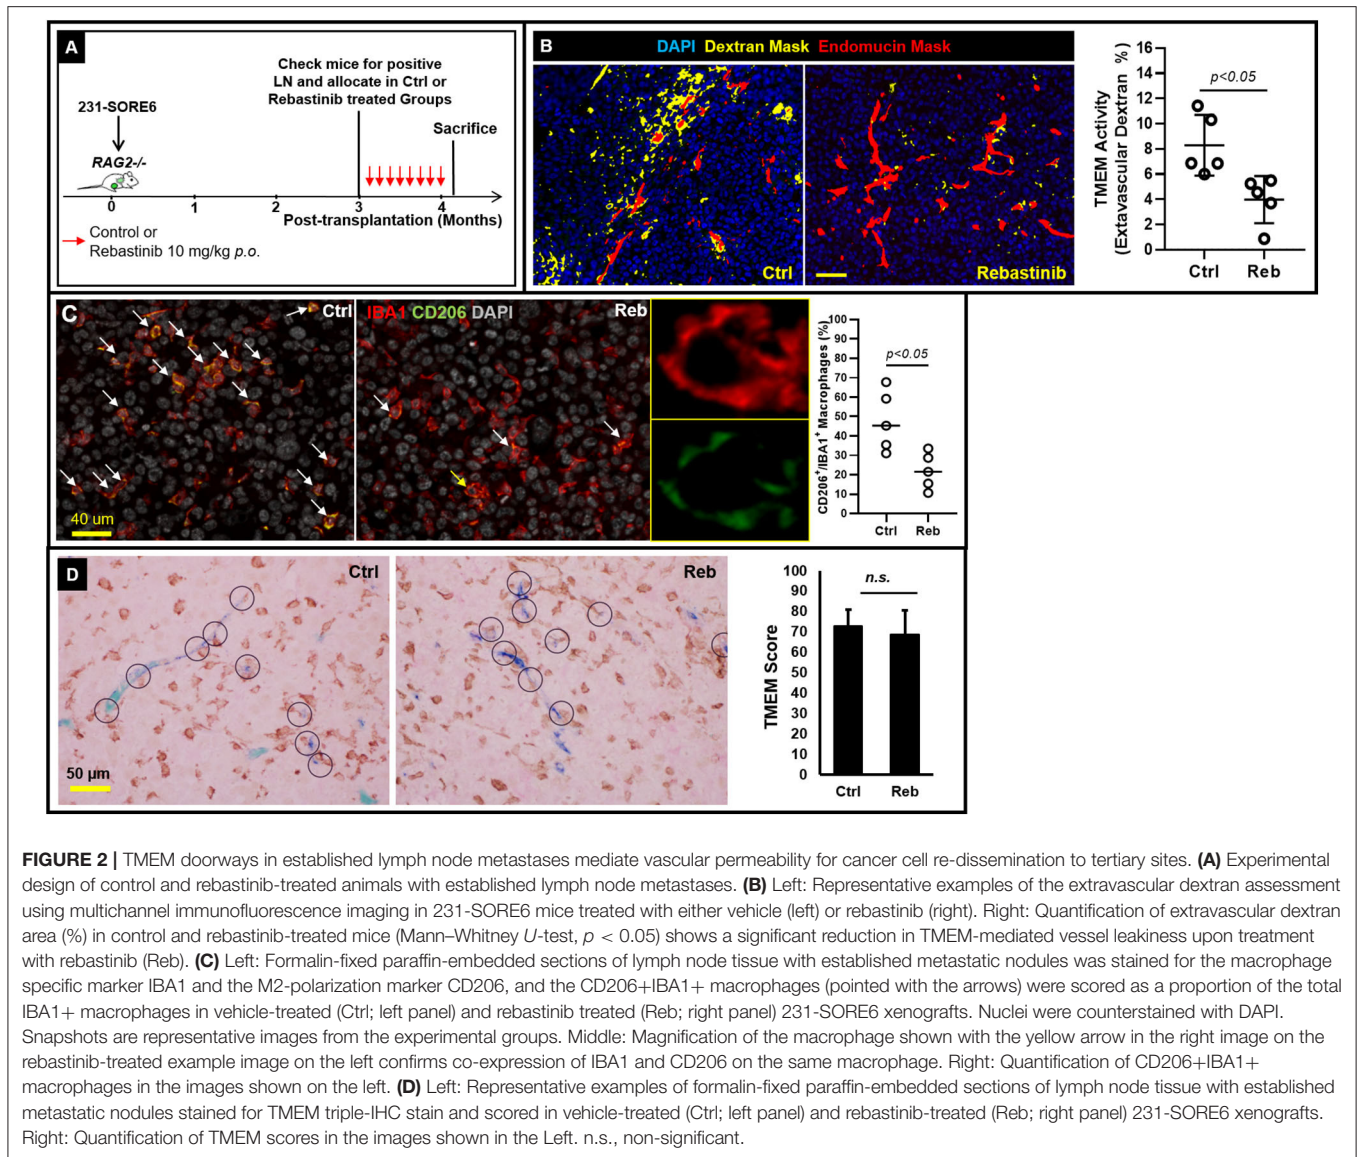 A
Check mice for positive
LN and allocate in Ctrl or
Rebastinib treated Groups
231-SORE6
Sacrifice
RAG2-/-
0
1
2
3
4
Post-transplantation (Months)
Control or
Rebastinib 10 mg/kg p.o.
B
DAPI Dextran Mask Endomucin Mask
Ctrl
Rebastinib
TMEM Activity
(Extavascular Dextran %)
16
14
12
10
8
6
4
2
0
p<0.05
Ctrl
Reb
C
Ctrl
IBA1 CD206 DAPI
Reb
40 um
CD206+/IBA1+ Macrophages (%)
100
90
80
70
60
50
40
30
20
10
0
p<0.05
Ctrl
Reb
D
Ctrl
Reb
50 µm
TMEM Score
100
90
80
70
60
50
40
30
20
10
0
n.s.
Ctrl
Reb
FIGURE 2 | TMEM doorways in established lymph node metastases mediate vascular permeability for cancer cell re-dissemination to tertiary sites. (A) Experimental
design of control and rebastinib-treated animals with established lymph node metastases. (B) Left: Representative examples of the extravascular dextran assessment
using multichannel immunofluorescence imaging in 231-SORE6 mice treated with either vehicle (left) or rebastinib (right). Right: Quantification of extravascular dextran
area (%) in control and rebastinib-treated mice (Mann–Whitney U-test, p < 0.05) shows a significant reduction in TMEM-mediated vessel leakiness upon treatment
with rebastinib (Reb). (C) Left: Formalin-fixed paraffin-embedded sections of lymph node tissue with established metastatic nodules was stained for the macrophage
specific marker IBA1 and the M2-polarization marker CD206, and the CD206+IBA1+ macrophages (pointed with the arrows) were scored as a proportion of the total
IBA1+ macrophages in vehicle-treated (Ctrl; left panel) and rebastinib treated (Reb; right panel) 231-SORE6 xenografts. Nuclei were counterstained with DAPI.
Snapshots are representative images from the experimental groups. Middle: Magnification of the macrophage shown with the yellow arrow in the right image on the
rebastinib-treated example image on the left confirms co-expression of IBA1 and CD206 on the same macrophage. Right: Quantification of CD206+IBA1+
macrophages in the images shown on the left. (D) Left: Representative examples of formalin-fixed paraffin-embedded sections of lymph node tissue with established
metastatic nodules stained for TMEM triple-IHC stain and scored in vehicle-treated (Ctrl; left panel) and rebastinib-treated (Reb; right panel) 231-SORE6 xenografts.
Right: Quantification of TMEM scores in the images shown in the Left. n.s., non-significant.